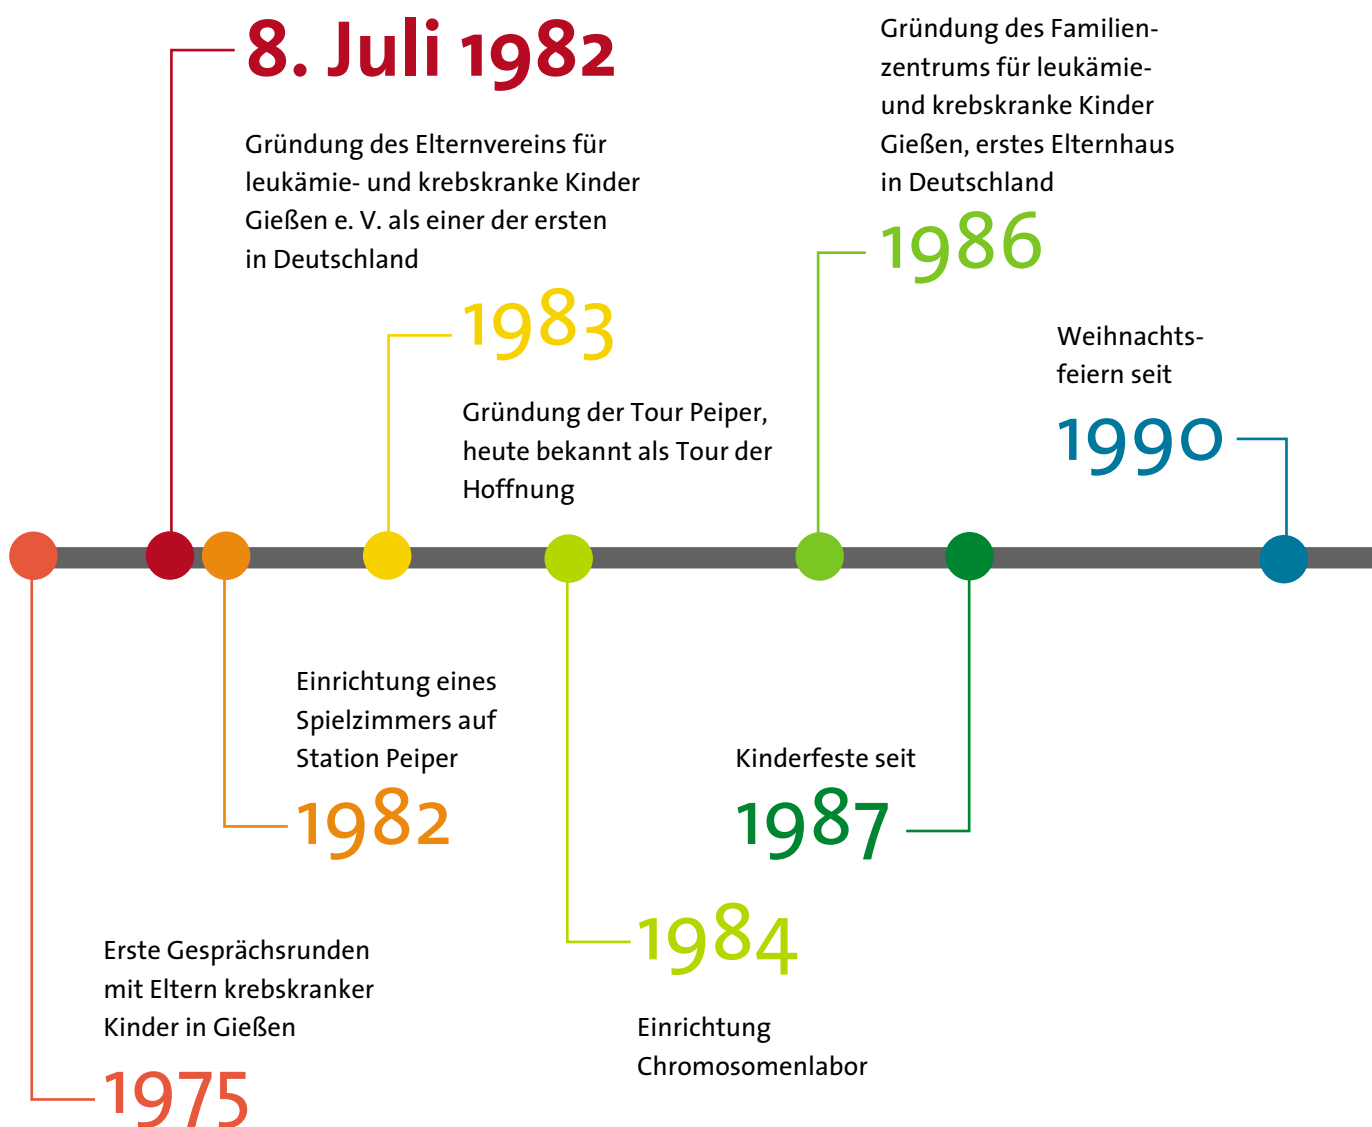 8. Juli 1982
Gründung des Elternvereins für
leukämie- und krebskranke Kinder
Gießen e. V. als einer der ersten
in Deutschland
1983
Gründung der Tour Peiper,
heute bekannt als Tour der
Hoffnung
Gründung des Familien-
zentrums für leukämie-
und krebskranke Kinder
Gießen, erstes Elternhaus
in Deutschland
1986
Weihnachts-
feiern seit
1990
Einrichtung eines
Spielzimmers auf
Station Peiper
1982
Kinderfeste seit
1987
Erste Gesprächsrunden
mit Eltern krebskranker
Kinder in Gießen
1975
1984
Einrichtung
Chromosomenlabor